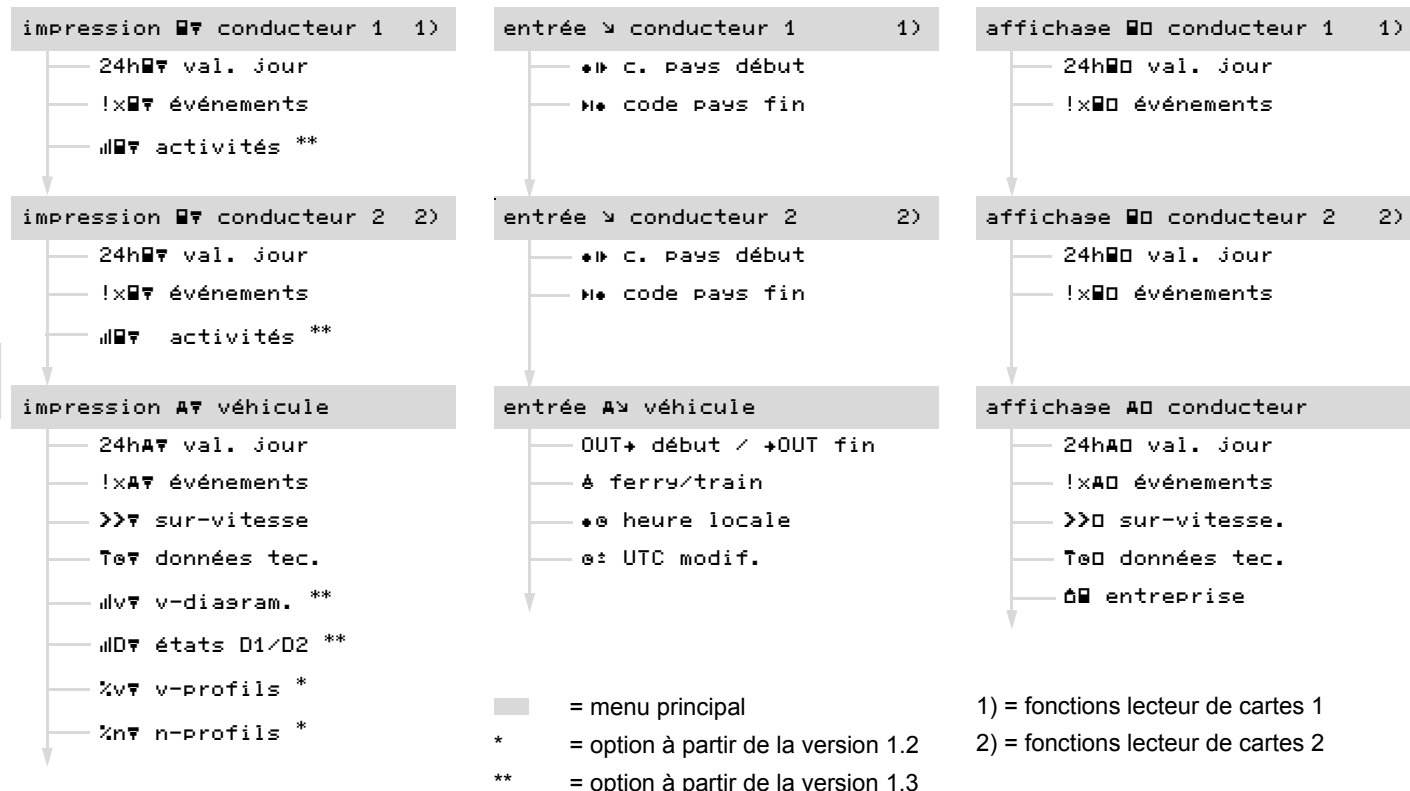 impression conducteur 1 1)
24h val. jour
!x événements
activités **
impression conducteur 2 2)
24h val. jour
!x événements
activités **
impression A▼ véhicule
24hA▼ val. jour
!xA▼ événements
>>▼ sur-vitesse
données tec.
v▼ v-diagram. **
D▼ états D1/D2 **
%v▼ v-profils *
%n▼ n-profils *
entrée conducteur 1 1)
c. pays début
code pays fin
entrée conducteur 2 2)
c. pays début
code pays fin
entrée A véhicule
OUT→ début / →OUT fin
ferry/train
heure locale
UTC modif.
affichage conducteur 1 1)
24h val. jour
!x événements
affichage conducteur 2 2)
24h val. jour
!x événements
affichage A□ conducteur
24hA□ val. jour
!xA□ événements
>>□ sur-vitesse.
données tec.
entreprise
= menu principal
* = option à partir de la version 1.2
** = option à partir de la version 1.3
1) = fonctions lecteur de cartes 1
2) = fonctions lecteur de cartes 2